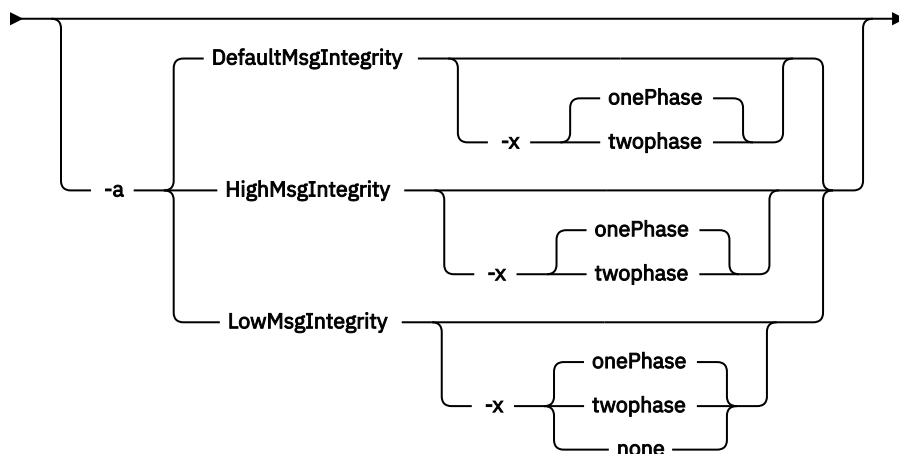 DefaultMsgIntegrity
onePhase
-x twophase
-a HighMsgIntegrity
onePhase
-x twophase
LowMsgIntegrity
onePhase
-x twophase
none